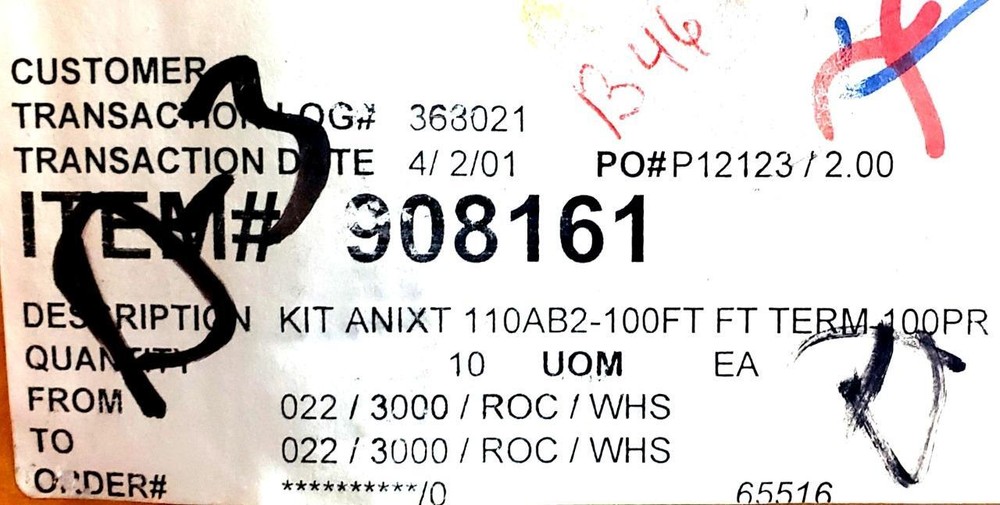 B46
CUSTOMER
TRANSACTION LOG# 363021
TRANSACTION DATE 4/ 2/01 PO#P12123 / 2.00
ITEM# 908161
DESCRIPTION KIT ANIXT 110AB2-100FT FT TERM-100PR
QUANTITY 10 UOM EA
FROM 022 / 3000 / ROC / WHS
TO 022 / 3000 / ROC / WHS
ORDER# **********/0 65516